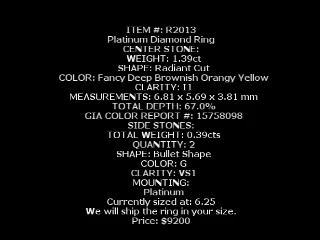 ITEM #: R2013
Platinum Diamond Ring
CENTER STONE:
WEIGHT: 1.39ct
SHAPE: Radiant Cut
COLOR: Fancy Deep Brownish Orangy Yellow
CLARITY: I1
MEASUREMENTS: 6.81 x 5.69 x 3.81 mm
TOTAL DEPTH: 67.0%
GIA COLOR REPORT #: 15758098
SIDE STONES:
TOTAL WEIGHT: 0.39cts
QUANTITY: 2
SHAPE: Bullet Shape
COLOR: G
CLARITY: VS1
MOUNTING:
Platinum
Currently sized at: 6.25
We will ship the ring in your size.
Price: $9200